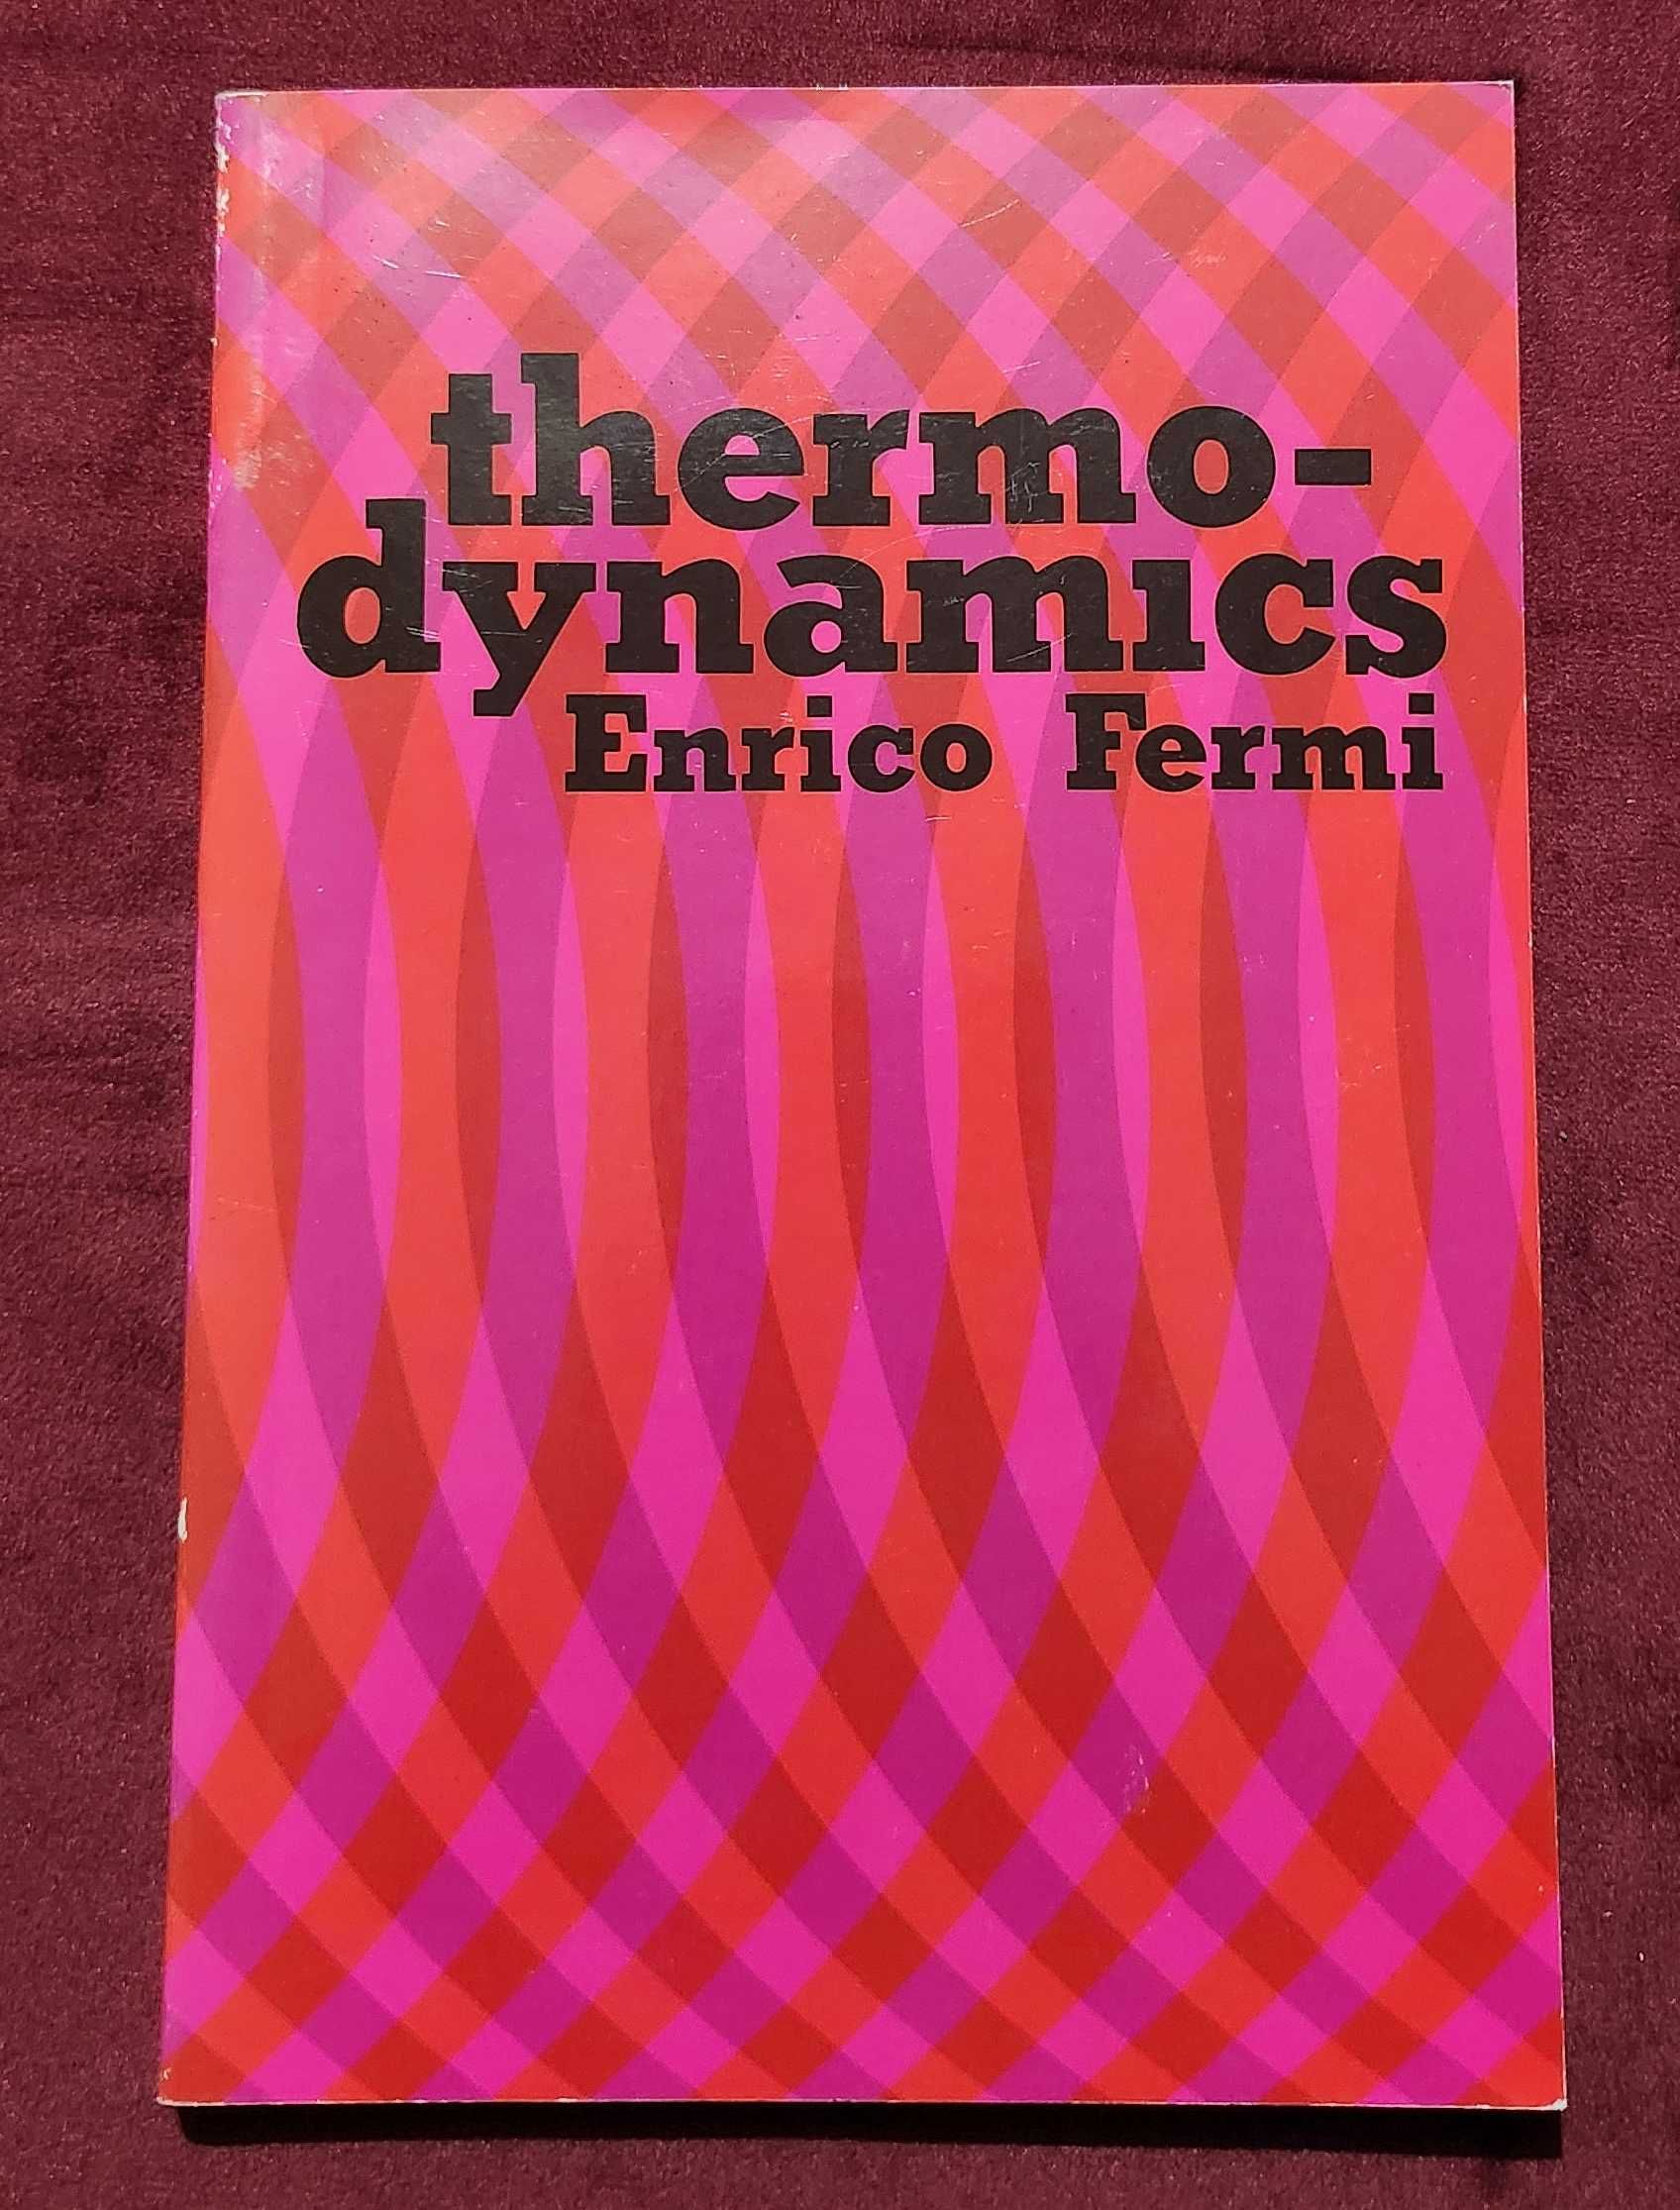 thermo-
dynamics
Enrico Fermi